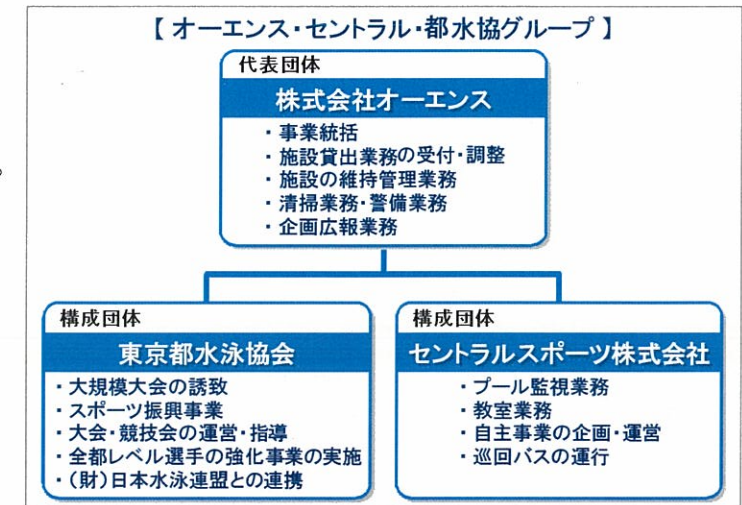 【 オーエンス・セントラル・都水協グループ 】
代表団体
株式会社オーエンス
・事業統括
・施設貸出業務の受付・調整
・施設の維持管理業務
・清掃業務・警備業務
・企画広報業務
構成団体
東京都水泳協会
・大規模大会の誘致
・スポーツ振興事業
・大会・競技会の運営・指導
・全都レベル選手の強化事業の実施
・(財)日本水泳連盟との連携
構成団体
セントラルスポーツ株式会社
・プール監視業務
・教室業務
・自主事業の企画・運営
・巡回バスの運行